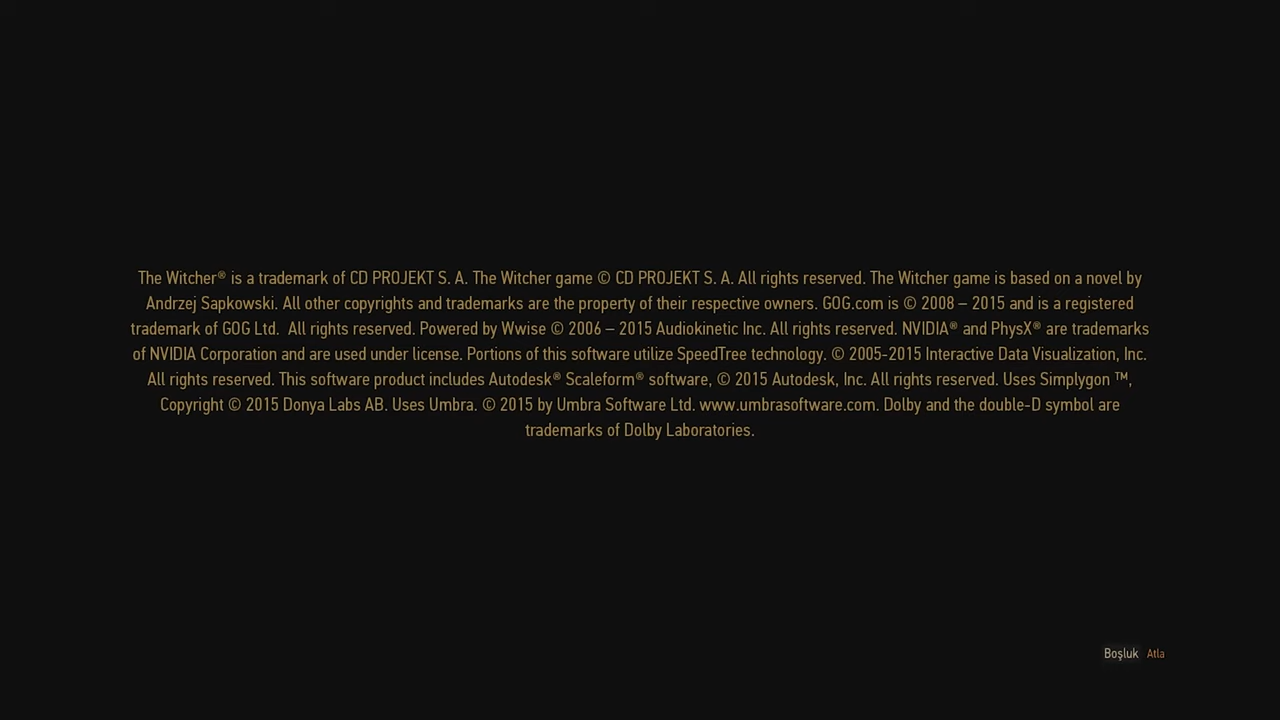 The Witcher® is a trademark of CD PROJEKT S. A. The Witcher game © CD PROJEKT S. A. All rights reserved. The Witcher game is based on a novel by
Andrzej Sapkowski. All other copyrights and trademarks are the property of their respective owners. GOG.com is © 2008 – 2015 and is a registered
trademark of GOG Ltd.  All rights reserved. Powered by Wwise © 2006 – 2015 Audiokinetic Inc. All rights reserved. NVIDIA® and PhysX® are trademarks
of NVIDIA Corporation and are used under license. Portions of this software utilize SpeedTree technology. © 2005-2015 Interactive Data Visualization, Inc.
All rights reserved. This software product includes Autodesk® Scaleform® software, © 2015 Autodesk, Inc. All rights reserved. Uses Simplygon ™,
Copyright © 2015 Donya Labs AB. Uses Umbra. © 2015 by Umbra Software Ltd. www.umbrasoftware.com. Dolby and the double-D symbol are
trademarks of Dolby Laboratories.
Boşluk Atla